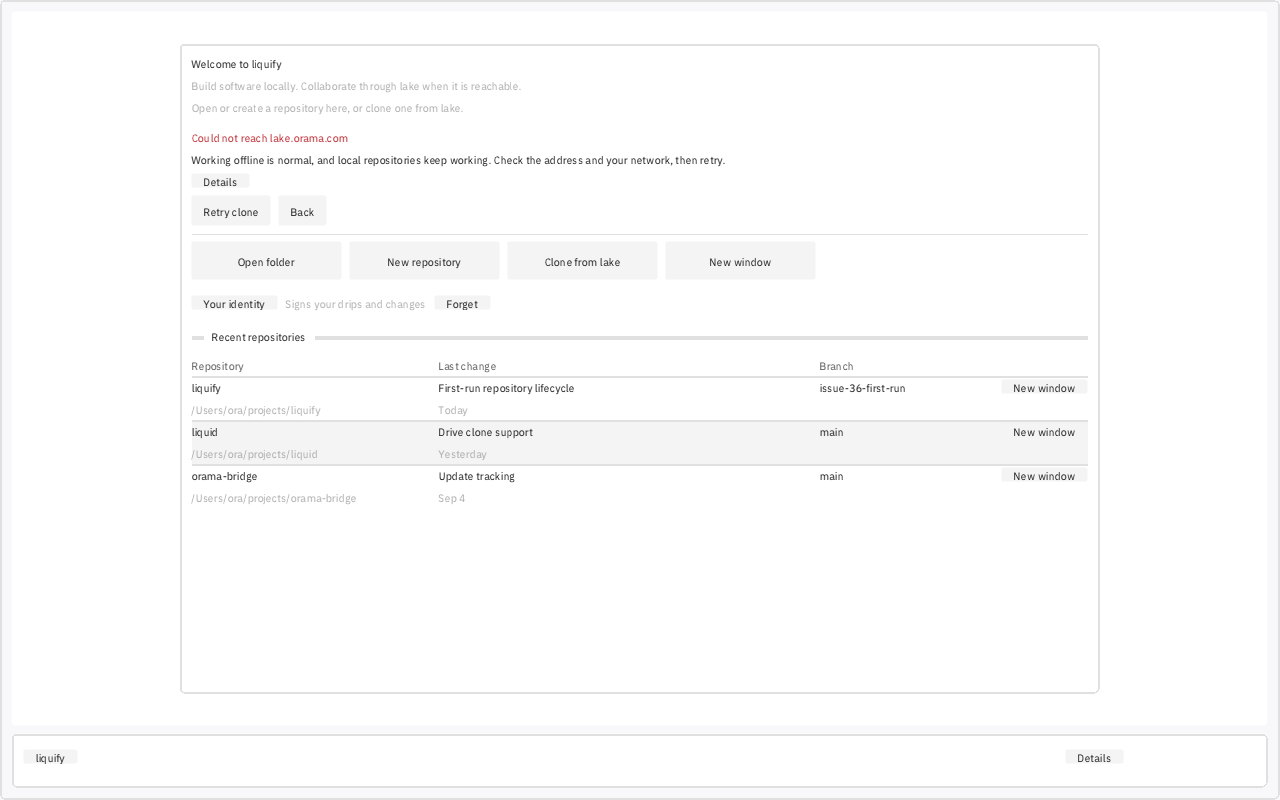 Welcome to liquify
Build software locally. Collaborate through lake when it is reachable.
Open or create a repository here, or clone one from lake.
Could not reach lake.orama.com
Working offline is normal, and local repositories keep working. Check the address and your network, then retry.
Details
Retry clone Back
Open folder New repository Clone from lake New window
Your identity Signs your drips and changes Forget
Recent repositories
Repository Last change Branch
liquify First-run repository lifecycle issue-36-first-run New window
/Users/ora/projects/liquify Today
liquid Drive clone support main New window
/Users/ora/projects/liquid Yesterday
orama-bridge Update tracking main New window
/Users/ora/projects/orama-bridge Sep 4
liquify Details